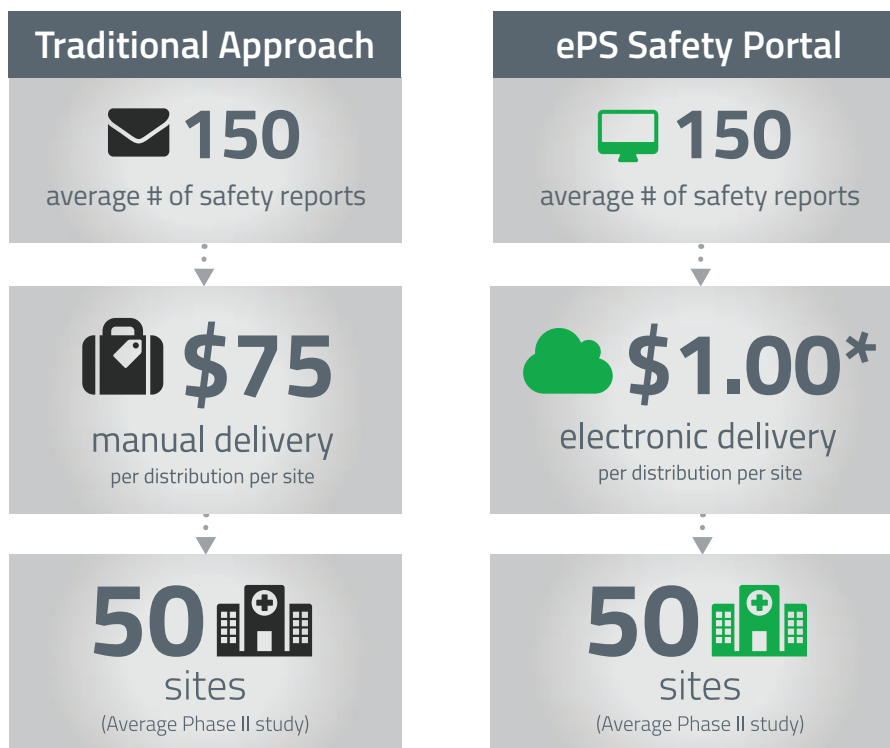 Traditional Approach
150
average # of safety reports
$75
manual delivery
per distribution per site
50
sites
(Average Phase II study)
ePS Safety Portal
150
average # of safety reports
$1.00*
electronic delivery
per distribution per site
50
sites
(Average Phase II study)